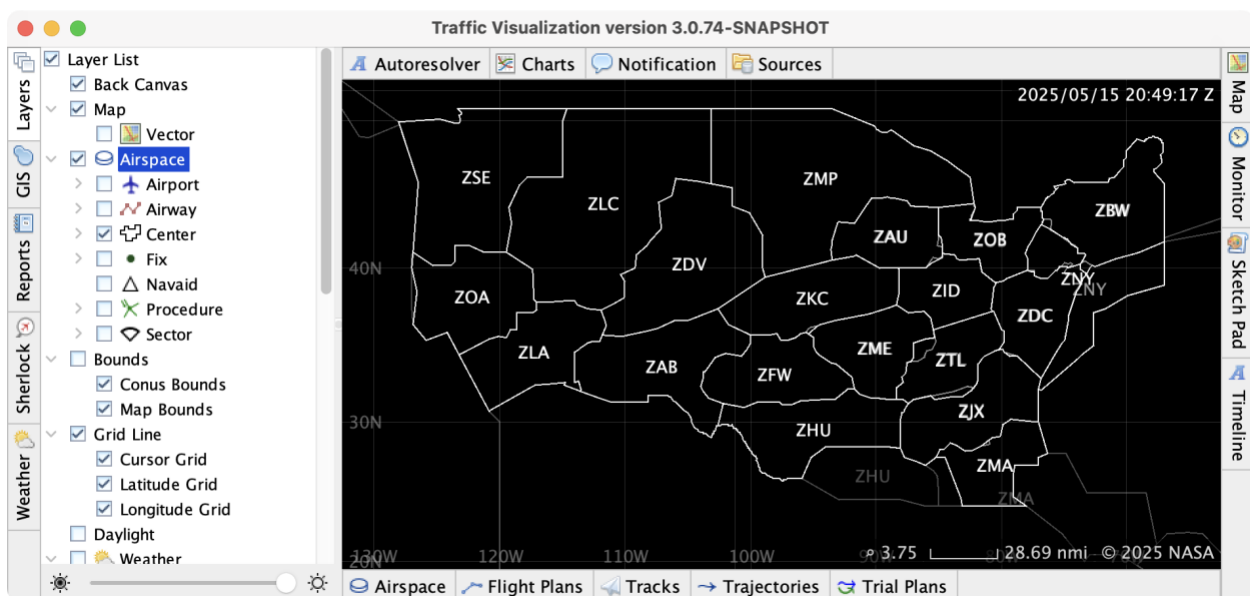 Traffic Visualization version 3.0.74-SNAPSHOT
Layers
GIS
Reports
Sherlock
Weather
Layer List
Back Canvas
Map
Vector
Airspace
Airport
Airway
Center
Fix
Navaid
Procedure
Sector
Bounds
Conus Bounds
Map Bounds
Grid Line
Cursor Grid
Latitude Grid
Longitude Grid
Daylight
Weather
Autoresolver Charts Notification Sources
2025/05/15 20:49:17 Z
ZSE
ZLC
ZMP
ZBW
ZAU
ZOB
40N
ZDV
ZNY
ZNY
ZOA
ZKC
ZID
ZDC
ZLA
ZAB
ZFW
ZME
ZTL
30N
ZHU
ZJX
ZHU
ZMA
ZMA
130W 120W 110W 100W
20N
3.75 28.69 nmi © 2025 NASA
Airspace Flight Plans Tracks Trajectories Trial Plans
Map
Monitor
Sketch Pad
Timeline